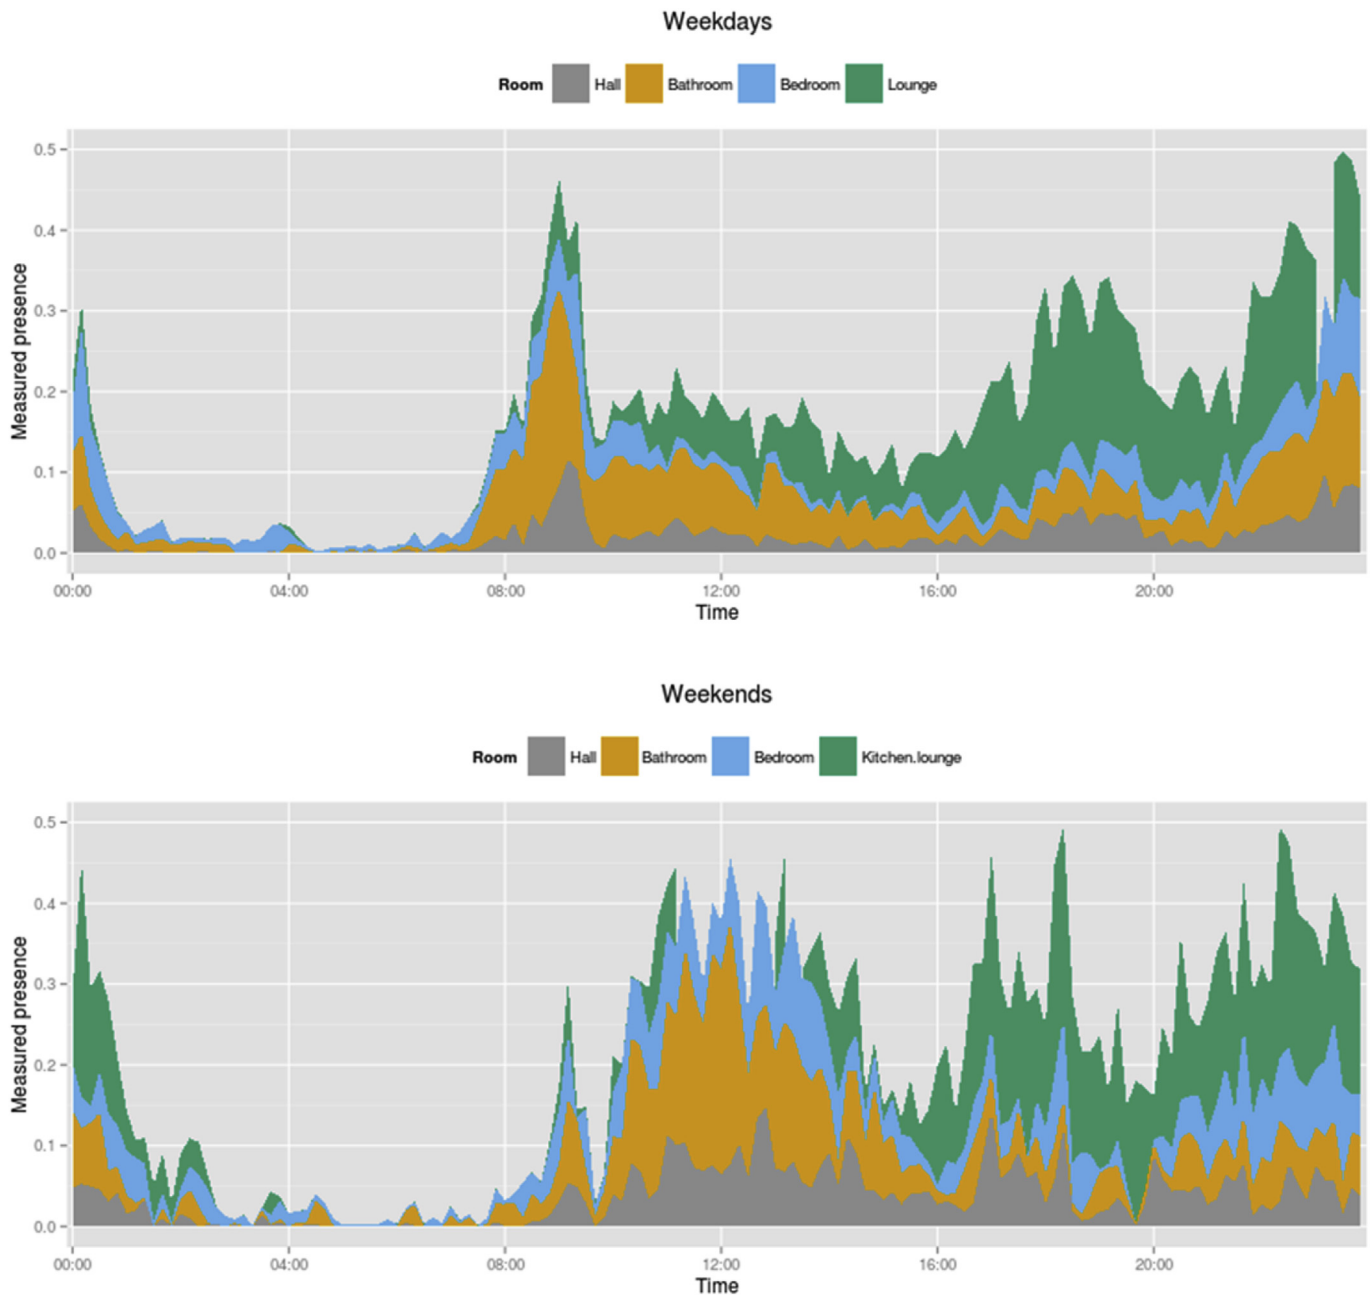 Weekdays
Room Hall Bathroom Bedroom Lounge
Measured presence
0.5
0.4
0.3
0.2
0.1
0.0
00:00 04:00 08:00 12:00 16:00 20:00
Time
Weekends
Room Hall Bathroom Bedroom Kitchen.lounge
Measured presence
0.5
0.4
0.3
0.2
0.1
0.0
00:00 04:00 08:00 12:00 16:00 20:00
Time